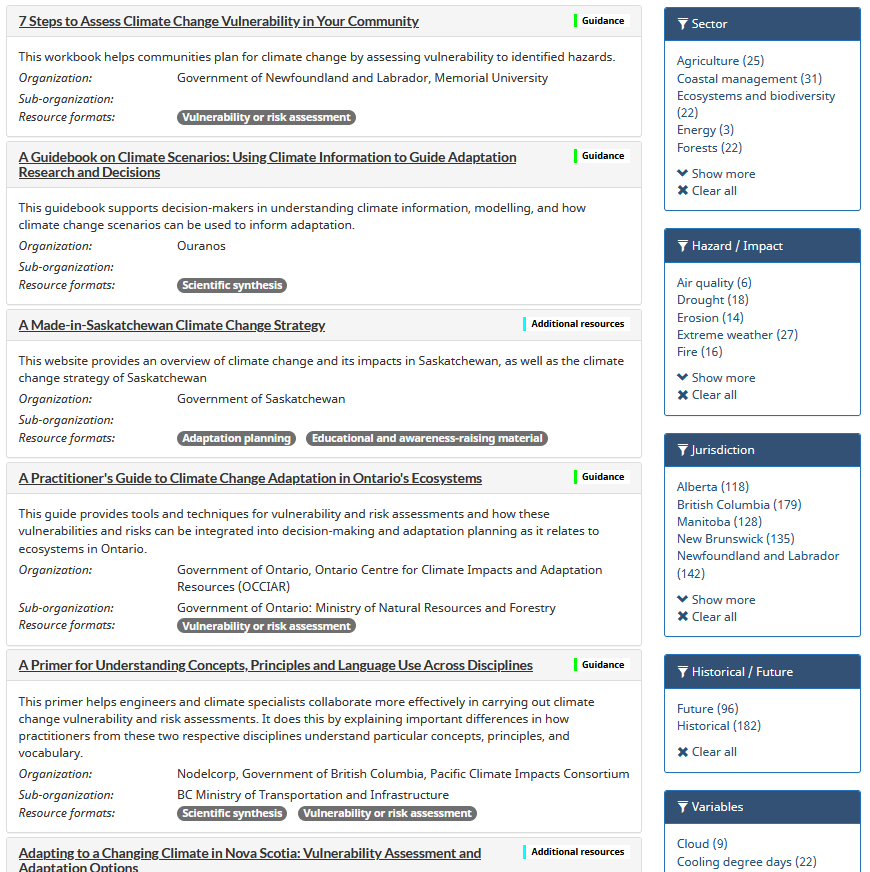 7 Steps to Assess Climate Change Vulnerability in Your Community
Guidance
This workbook helps communities plan for climate change by assessing vulnerability to identified hazards.
Organization: Government of Newfoundland and Labrador, Memorial University
Sub-organization:
Resource formats: Vulnerability or risk assessment
A Guidebook on Climate Scenarios: Using Climate Information to Guide Adaptation
Research and Decisions
Guidance
This guidebook supports decision-makers in understanding climate information, modelling, and how
climate change scenarios can be used to inform adaptation.
Organization: Ouranos
Sub-organization:
Resource formats: Scientific synthesis
A Made-in-Saskatchewan Climate Change Strategy
Additional resources
This website provides an overview of climate change and its impacts in Saskatchewan, as well as the climate
change strategy of Saskatchewan
Organization: Government of Saskatchewan
Sub-organization:
Resource formats: Adaptation planning Educational and awareness-raising material
A Practitioner's Guide to Climate Change Adaptation in Ontario's Ecosystems
Guidance
This guide provides tools and techniques for vulnerability and risk assessments and how these
vulnerabilities and risks can be integrated into decision-making and adaptation planning as it relates to
ecosystems in Ontario.
Organization: Government of Ontario, Ontario Centre for Climate Impacts and Adaptation
Resources (OCCIAR)
Sub-organization: Government of Ontario: Ministry of Natural Resources and Forestry
Resource formats: Vulnerability or risk assessment
A Primer for Understanding Concepts, Principles and Language Use Across Disciplines
Guidance
This primer helps engineers and climate specialists collaborate more effectively in carrying out climate
change vulnerability and risk assessments. It does this by explaining important differences in how
practitioners from these two respective disciplines understand particular concepts, principles, and
vocabulary.
Organization: Nodelcorp, Government of British Columbia, Pacific Climate Impacts Consortium
Sub-organization: BC Ministry of Transportation and Infrastructure
Resource formats: Scientific synthesis Vulnerability or risk assessment
Adapting to a Changing Climate in Nova Scotia: Vulnerability Assessment and
Adaptation Options
Additional resources
Sector
Agriculture (25)
Coastal management (31)
Ecosystems and biodiversity
(22)
Energy (3)
Forests (22)
Show more
Clear all
Hazard / Impact
Air quality (6)
Drought (18)
Erosion (14)
Extreme weather (27)
Fire (16)
Show more
Clear all
Jurisdiction
Alberta (118)
British Columbia (179)
Manitoba (128)
New Brunswick (135)
Newfoundland and Labrador
(142)
Show more
Clear all
Historical / Future
Future (96)
Historical (182)
Clear all
Variables
Cloud (9)
Cooling degree days (22)